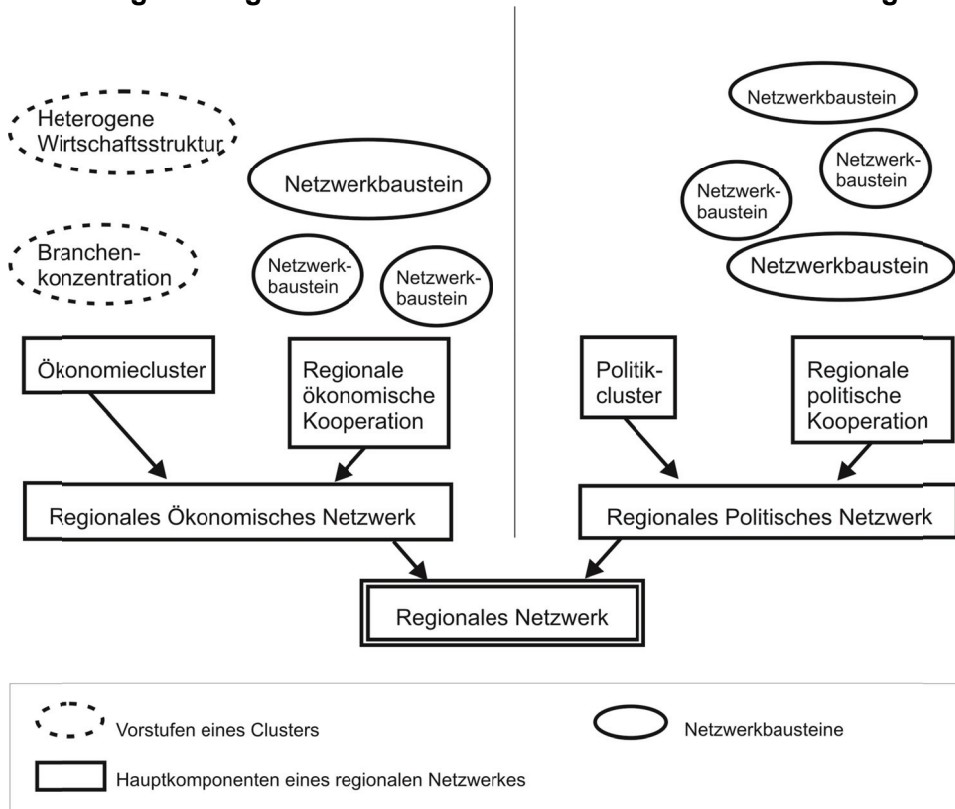 Heterogene
Wirtschaftsstruktur
Netzwerkbaustein
Branchen-
konzentration
Netzwerk-
baustein
Netzwerk-
baustein
Netzwerkbaustein
Netzwerk-
baustein
Netzwerk-
baustein
Netzwerkbaustein
Ökonomiecluster
Regionale
ökonomische
Kooperation
Politik-
cluster
Regionale
politische
Kooperation
Regionales Ökonomisches Netzwerk
Regionales Politisches Netzwerk
Regionales Netzwerk
Vorstufen eines Clusters
Netzwerkbausteine
Hauptkomponenten eines regionalen Netzwerkes